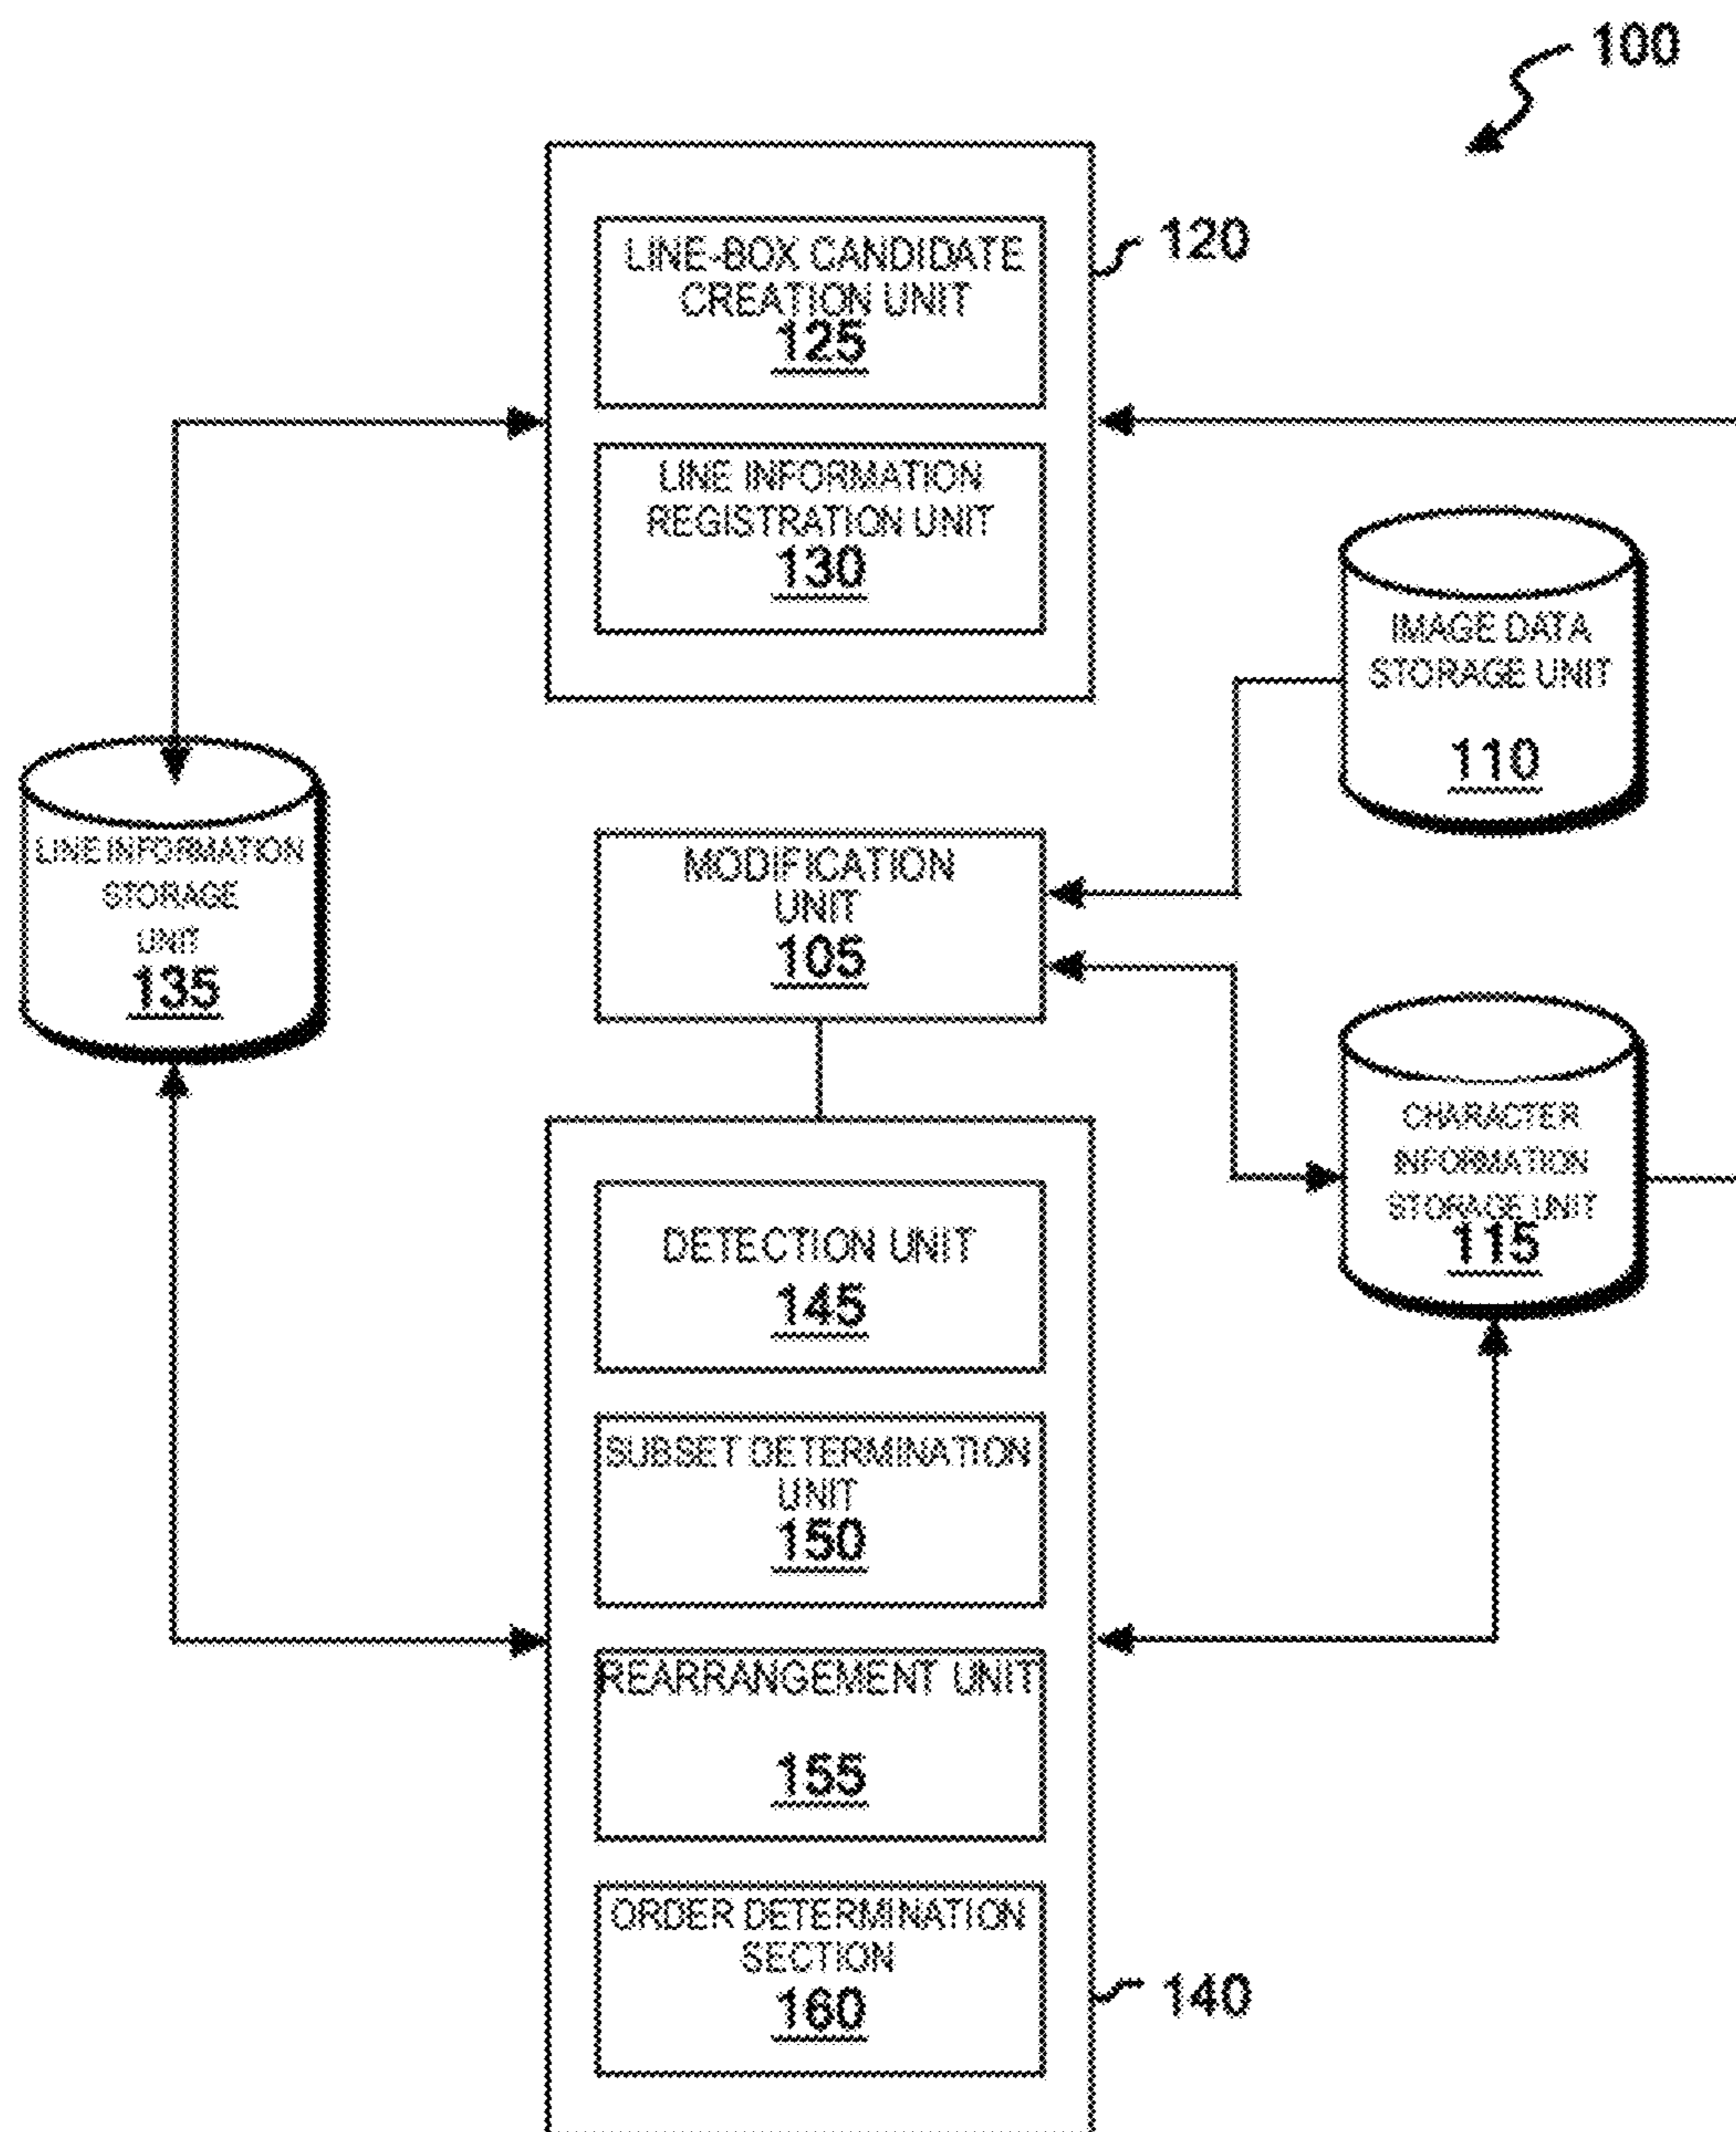 100
120
LINE-BOX CANDIDATE
CREATION UNIT
125
LINE INFORMATION
REGISTRATION UNIT
130
IMAGE DATA
STORAGE UNIT
110
LINE INFORMATION
STORAGE
UNIT
135
MODIFICATION
UNIT
105
CHARACTER
INFORMATION
STORAGE UNIT
115
DETECTION UNIT
145
SUBSET DETERMINATION
UNIT
150
REARRANGEMENT UNIT
155
ORDER DETERMINATION
SECTION
160
140